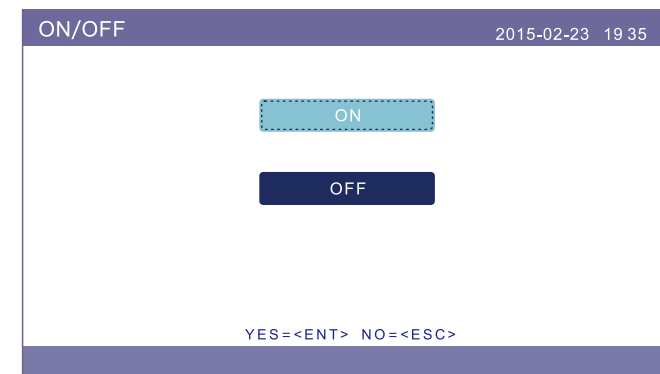 ON/OFF
2015-02-23 19 35
ON
OFF
YES=<ENT> NO=<ESC>